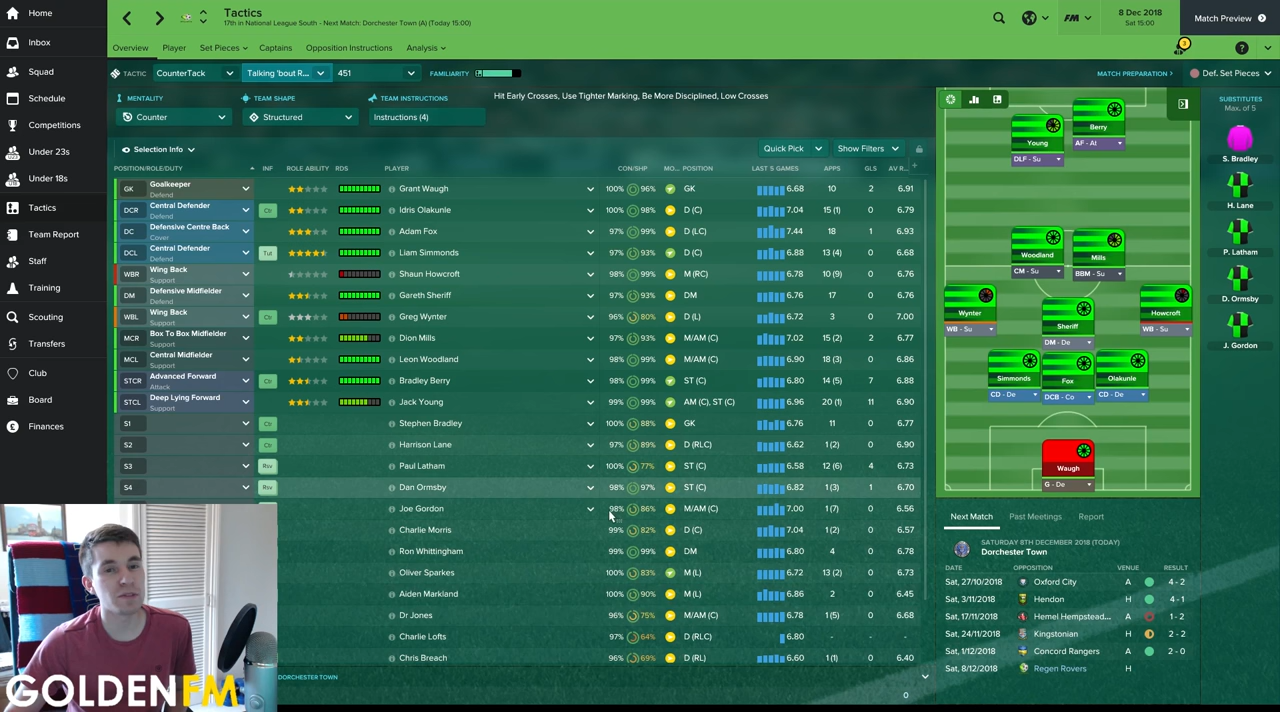 Home
Inbox
Squad
Schedule
Competitions
Under 23s
Under 18s
Tactics
Team Report
Staff
Training
Scouting
Transfers
Club
Board
Finances
Tactics
17th in National League South - Next Match: Dorchester Town (A) (Today 15:00)
FM
8 Dec 2018
Sat 15:00
Match Preview
Overview Player Set Pieces Captains Opposition Instructions Analysis
3
?
TACTIC CounterTack Talking 'bout R... 451 FAMILIARITY
MATCH PREPARATION > Def. Set Pieces
MENTALITY TEAM SHAPE TEAM INSTRUCTIONS
Hit Early Crosses, Use Tighter Marking, Be More Disciplined, Low Crosses
Counter Structured Instructions (4)
Selection Info Quick Pick Show Filters
POSITION/ROLE/DUTY INF ROLE ABILITY RDS PLAYER CON/SHP MO... POSITION LAST 5 GAMES APPS GLS AV R...
GK Goalkeeper Defend Grant Waugh 100% 96% GK 6.68 10 2 6.91
DCR Central Defender Defend Ctr Idris Olakunle 100% 98% D (C) 7.04 15 (1) 0 6.79
DC Defensive Centre Back Cover Adam Fox 97% 99% D (LC) 7.44 18 1 6.93
DCL Central Defender Defend Tut Liam Simmonds 97% 93% D (C) 6.88 13 (4) 0 6.68
WBR Wing Back Support Shaun Howcroft 98% 99% M (RC) 6.78 10 (9) 0 6.76
DM Defensive Midfielder Defend Gareth Sheriff 97% 93% DM 6.76 17 0 6.76
WBL Wing Back Support Ctr Greg Wynter 96% 80% D (L) 6.72 3 0 7.00
MCR Box To Box Midfielder Support Dion Mills 97% 93% M/AM (C) 7.02 15 (2) 2 6.77
MCL Central Midfielder Support Leon Woodland 98% 99% M/AM (C) 6.90 18 (3) 0 6.86
STCR Advanced Forward Attack Ctr Bradley Berry 98% 99% ST (C) 6.80 14 (5) 7 6.88
STCL Deep Lying Forward Support Jack Young 99% 99% AM (C), ST (C) 6.96 20 (1) 11 6.90
S1 Ctr Stephen Bradley 100% 88% GK 6.76 11 0 6.77
S2 Ctr Harrison Lane 100% 89% D (RLC) 6.62 1 (2) 0 6.90
S3 Rsv Paul Latham 100% 77% ST (C) 6.58 12 (6) 4 6.73
S4 Rsv Dan Ormsby 98% 97% ST (C) 6.82 1 (3) 1 6.70
Joe Gordon 98% 86% M/AM (C) 7.00 1 (7) 0 6.56
Charlie Morris 99% 82% D (C) 7.04 1 (2) 0 6.57
Ron Whittingham 99% 99% DM 6.80 4 0 6.78
Oliver Sparkes 100% 83% M (L) 6.72 13 (2) 0 6.73
Aiden Markland 100% 90% M (L) 6.86 2 0 6.45
Dr Jones 96% 75% M/AM (C) 6.78 1 (5) 0 6.68
Charlie Lofts 97% 64% D (RLC) 6.80 - - -
Chris Breach 96% 69% D (RL) 6.60 1 (1) 0 6.40
DORCHESTER TOWN
0
GOLDENFM
Berry
AF - At
Young
DLF - Su
Woodland
CM - Su
Mills
BBM - Su
Wynter
WB - Su
Sheriff
DM - De
Howcroft
WB - Su
Simmonds
CD - De
Fox
DCB - Co
Olakunle
CD - De
Waugh
G - De
SUBSTITUTES
Max. of 5
S. Bradley
H. Lane
P. Latham
D. Ormsby
J. Gordon
Next Match Past Meetings Report
SATURDAY 8TH DECEMBER 2018 (TODAY)
Dorchester Town
DATE OPPOSITION VENUE RESULT
Sat, 27/10/2018 Oxford City A 4 - 2
Sat, 3/11/2018 Hendon H 4 - 1
Sat, 17/11/2018 Hemel Hempstead... A 1 - 2
Sat, 24/11/2018 Kingstonian H 2 - 2
Sat, 1/12/2018 Concord Rangers A 2 - 0
Sat, 8/12/2018 Regen Rovers H